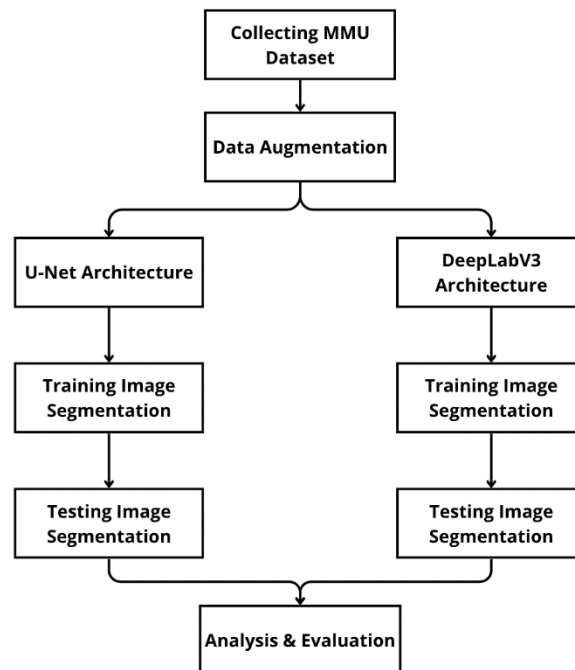 Collecting MMU
Dataset
Data Augmentation
U-Net Architecture
DeepLabV3
Architecture
Training Image
Segmentation
Training Image
Segmentation
Testing Image
Segmentation
Testing Image
Segmentation
Analysis & Evaluation